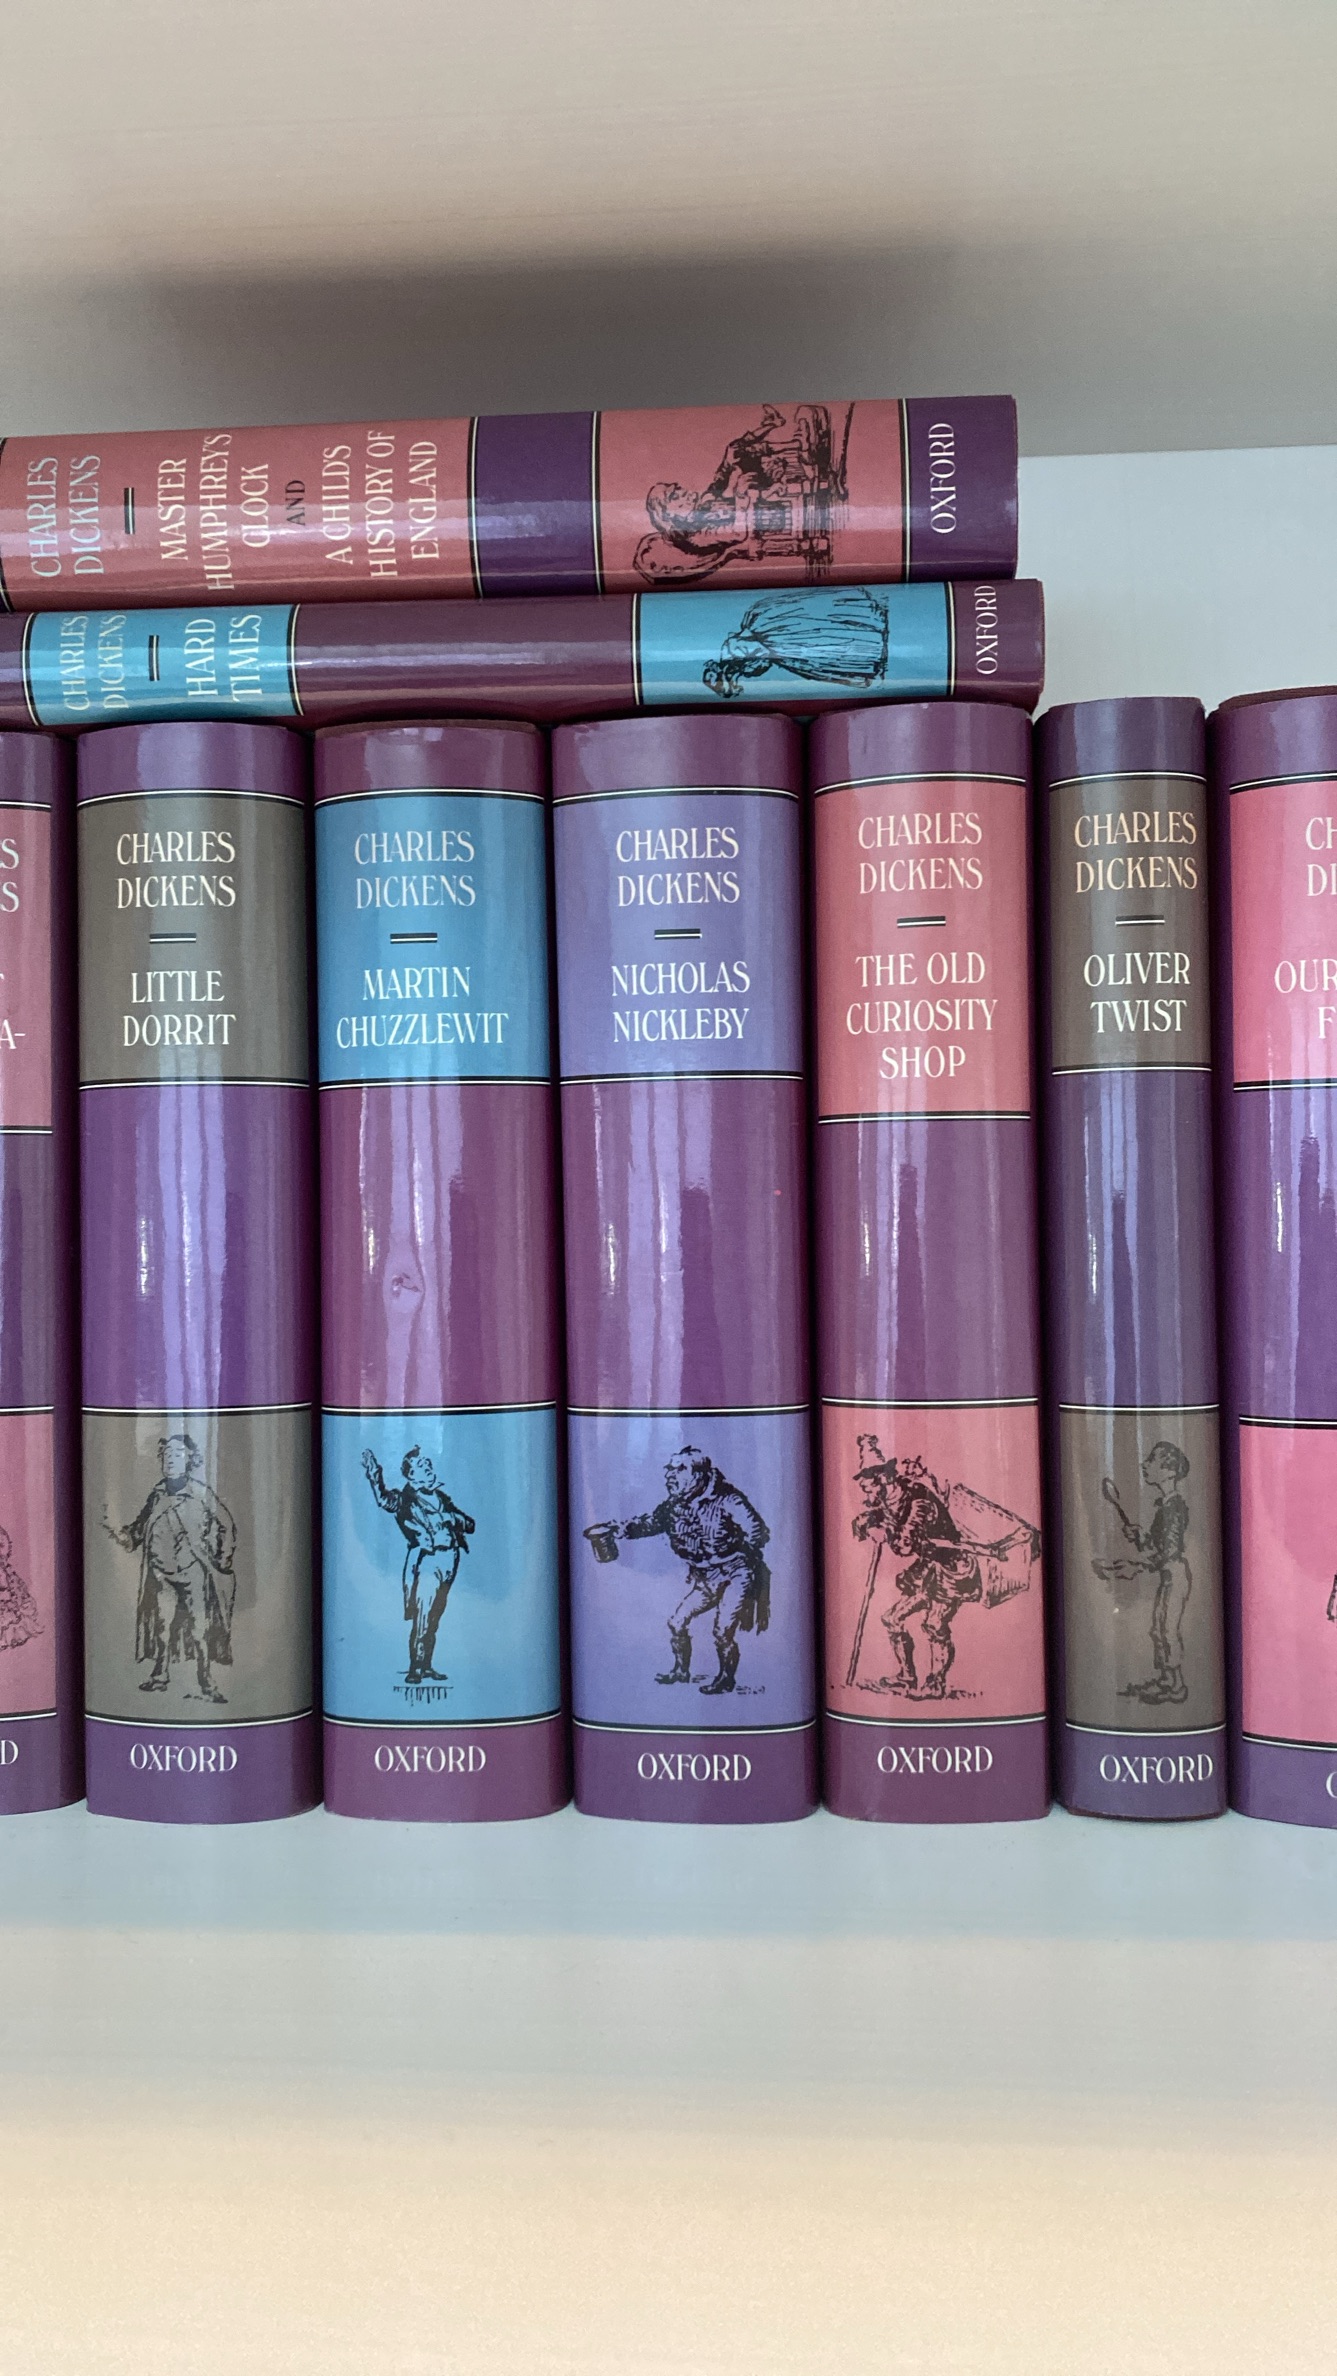 CHARLES
DICKENS
MASTER
HUMPHREY'S
CLOCK
AND
A CHILD'S
HISTORY OF
ENGLAND
OXFORD
CHARLES
DICKENS
HARD
TIMES
OXFORD
CHARLES
DICKENS
LITTLE
DORRIT
OXFORD
CHARLES
DICKENS
MARTIN
CHUZZLEWIT
OXFORD
CHARLES
DICKENS
NICHOLAS
NICKLEBY
OXFORD
CHARLES
DICKENS
THE OLD
CURIOSITY
SHOP
OXFORD
CHARLES
DICKENS
OLIVER
TWIST
OXFORD
OUR